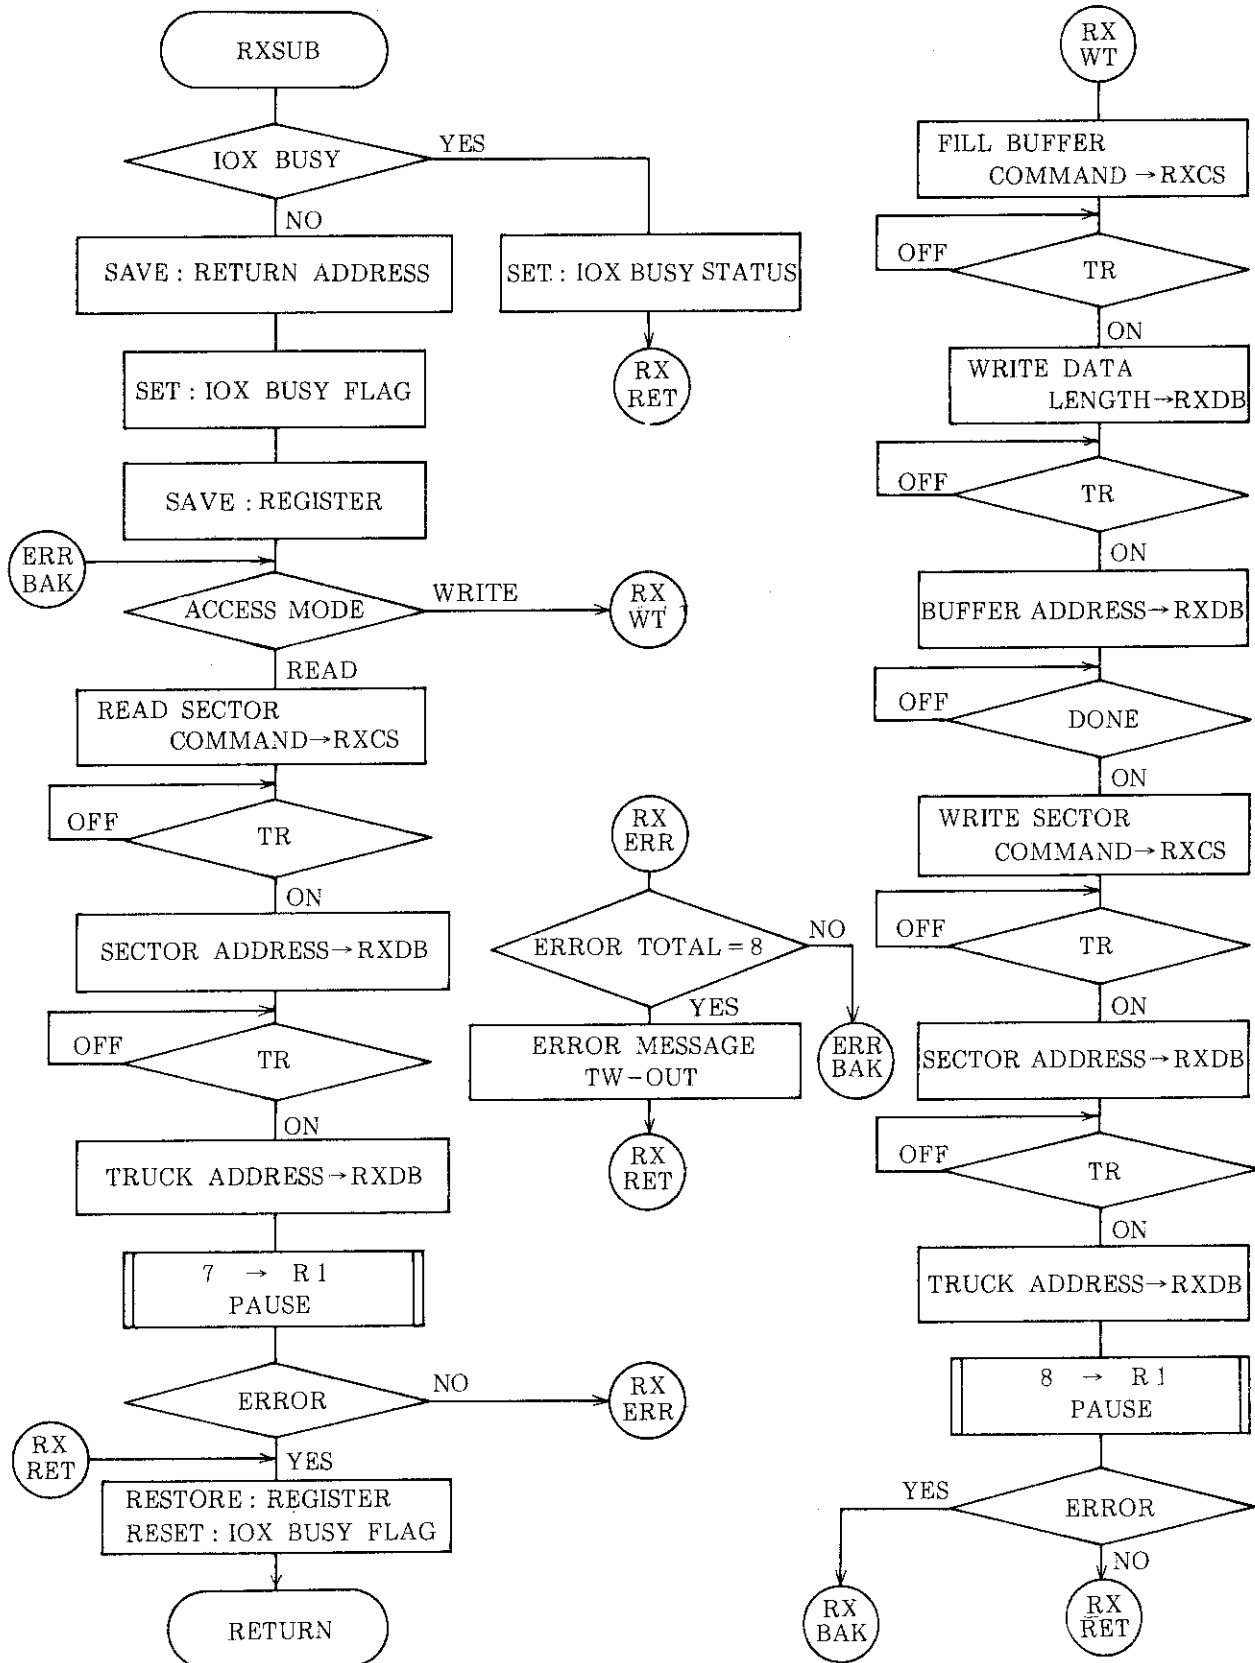 RXSUB
IOX BUSY
YES
NO
SAVE : RETURN ADDRESS
SET : IOX BUSY STATUS
RX
RET
SET : IOX BUSY FLAG
SAVE : REGISTER
ERR
BAK
ACCESS MODE
WRITE
RX
WT
READ
READ SECTOR
COMMAND→RXCS
OFF
TR
ON
SECTOR ADDRESS→RXDB
OFF
TR
ON
TRUCK ADDRESS→RXDB
7 → R1
PAUSE
ERROR
NO
RX
ERR
RX
RET
YES
RESTORE : REGISTER
RESET : IOX BUSY FLAG
RETURN
RX
ERR
ERROR TOTAL=8
NO
YES
ERROR MESSAGE
TW-OUT
ERR
BAK
RX
RET
RX
WT
FILL BUFFER
COMMAND→RXCS
OFF
TR
ON
WRITE DATA
LENGTH→RXDB
OFF
TR
ON
BUFFER ADDRESS→RXDB
OFF
DONE
ON
WRITE SECTOR
COMMAND→RXCS
OFF
TR
ON
SECTOR ADDRESS→RXDB
OFF
TR
ON
TRUCK ADDRESS→RXDB
8 → R1
PAUSE
YES
ERROR
NO
RX
BAK
RX
RET